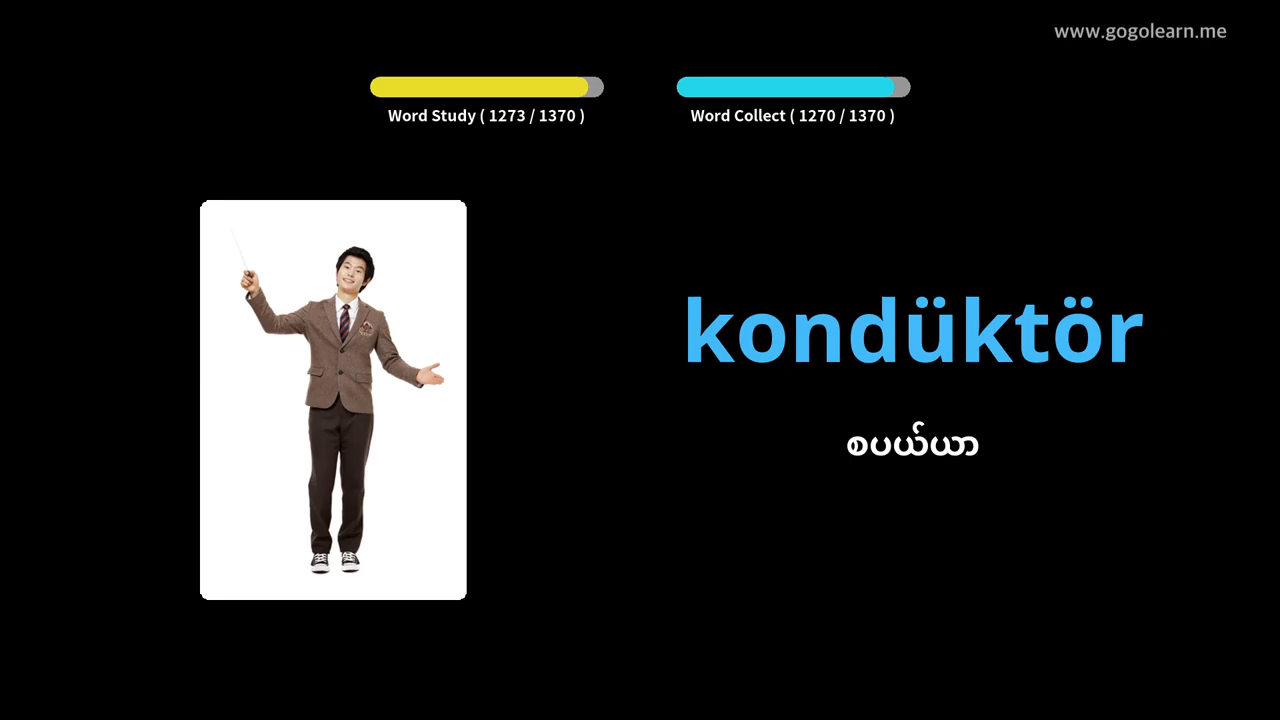 www.gogolearn.me
Word Study ( 1273 / 1370 )
Word Collect ( 1270 / 1370 )
kondüktör
စပယ်ယာ